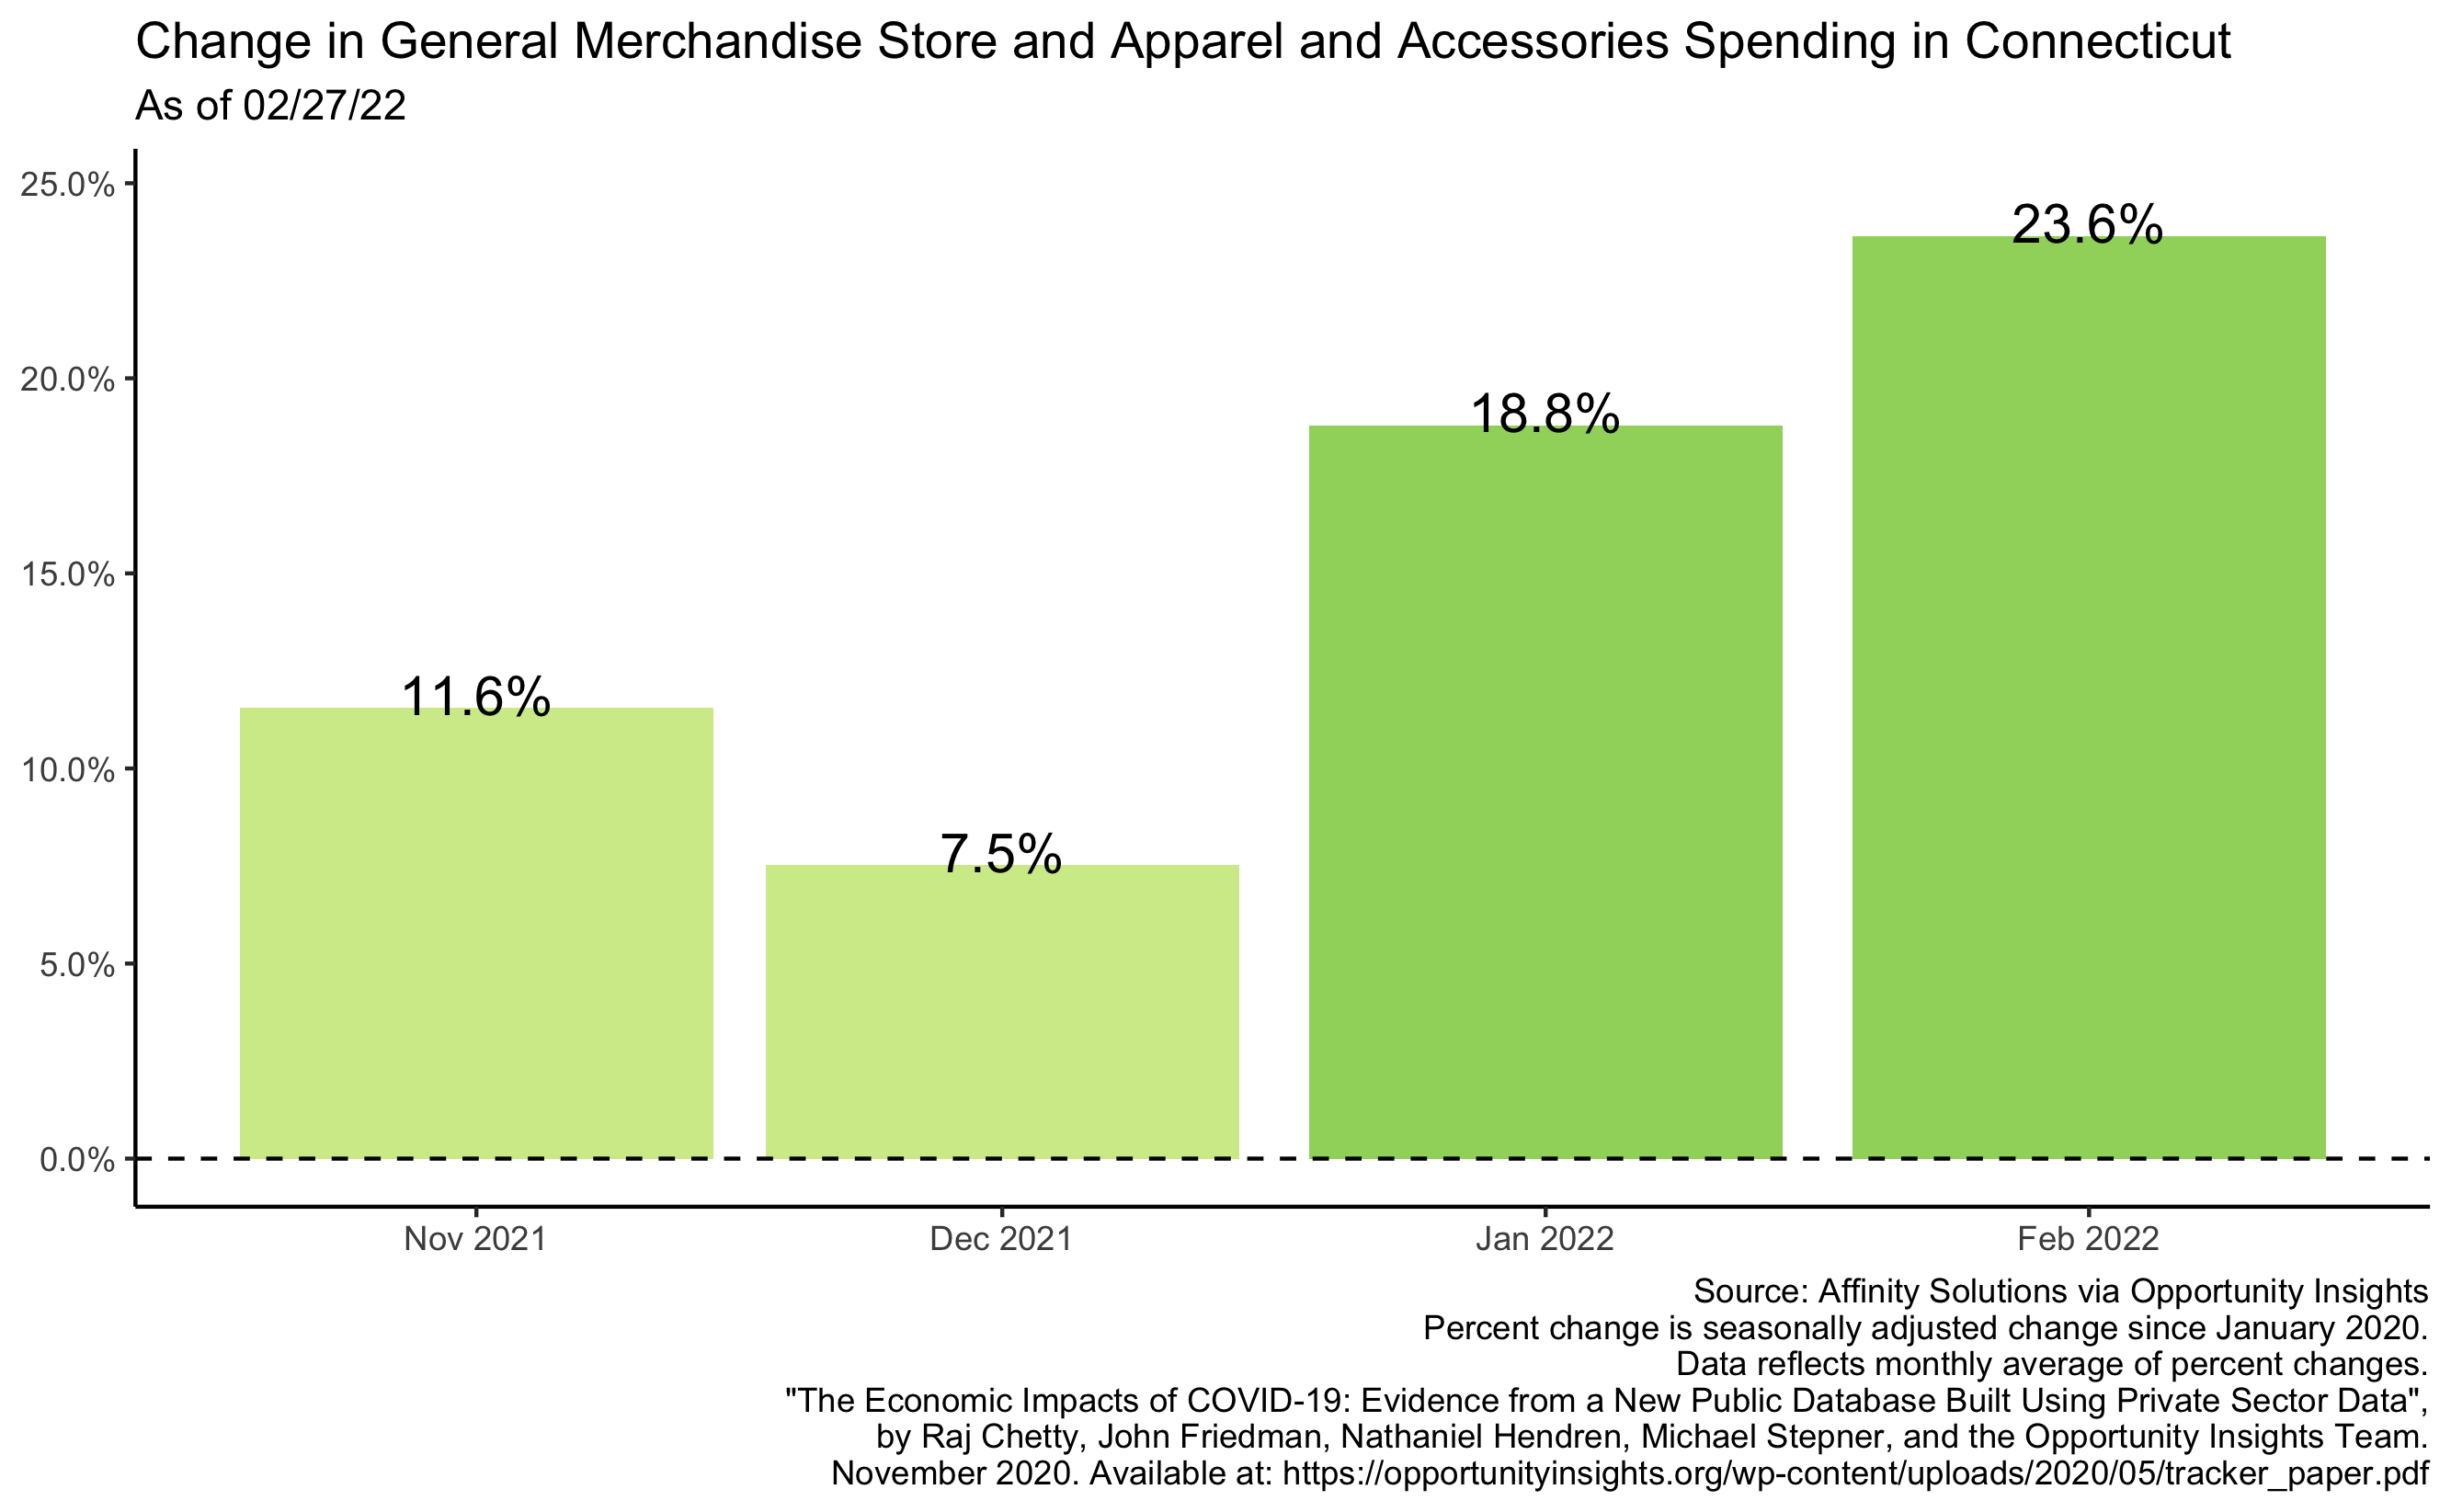 Change in General Merchandise Store and Apparel and Accessories Spending in Connecticut
As of 02/27/22
25.0%
20.0%
15.0%
10.0%
5.0%
0.0%
11.6%
7.5%
18.8%
23.6%
Nov 2021
Dec 2021
Jan 2022
Feb 2022
Source: Affinity Solutions via Opportunity Insights
Percent change is seasonally adjusted change since January 2020.
Data reflects monthly average of percent changes.
"The Economic Impacts of COVID-19: Evidence from a New Public Database Built Using Private Sector Data",
by Raj Chetty, John Friedman, Nathaniel Hendren, Michael Stepner, and the Opportunity Insights Team.
November 2020. Available at: https://opportunityinsights.org/wp-content/uploads/2020/05/tracker_paper.pdf